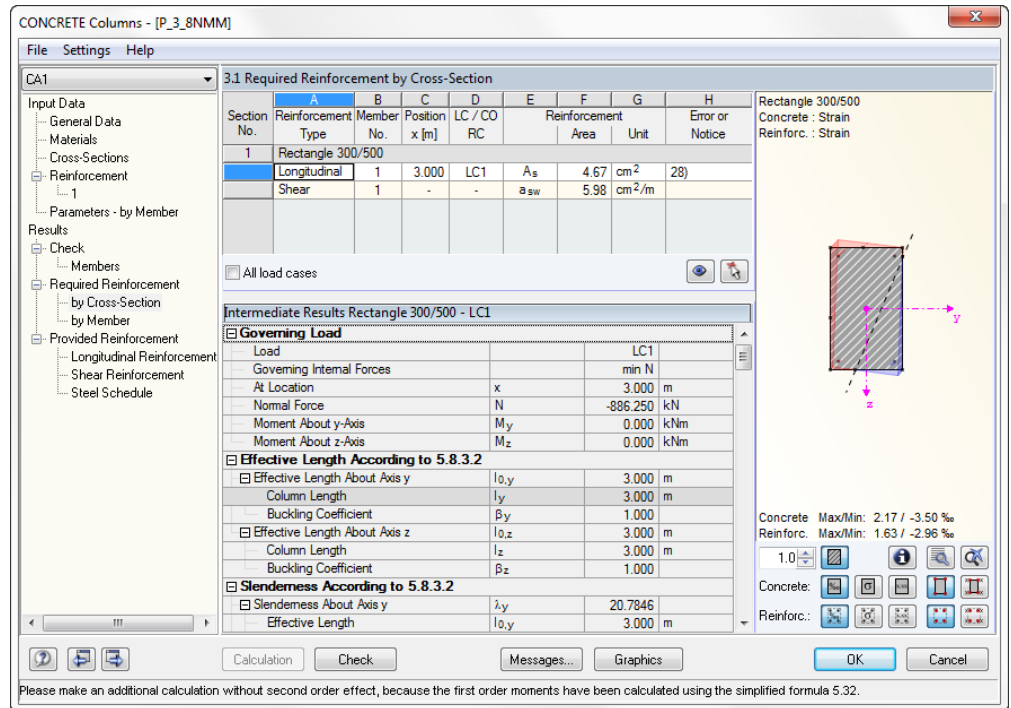 CONCRETE Columns - [P_3_8NMM]
File Settings Help
CA1
Input Data
General Data
Materials
Cross-Sections
Reinforcement
1
Parameters - by Member
Results
Check
Members
Required Reinforcement
by Cross-Section
by Member
Provided Reinforcement
Longitudinal Reinforcement
Shear Reinforcement
Steel Schedule
3.1 Required Reinforcement by Cross-Section
A B C D E F G H
Section Reinforcement Member Position LC / CO Reinforcement Error or
No. Type No. x [m] RC Area Unit Notice
1 Rectangle 300/500
Longitudinal 1 3.000 LC1 As 4.67 cm2 28)
Shear 1 - - asw 5.98 cm2/m
All load cases
Intermediate Results Rectangle 300/500 - LC1
Governing Load
Load LC1
Governing Internal Forces min N
At Location x 3.000 m
Normal Force N -886.250 kN
Moment About y-Axis My 0.000 kNm
Moment About z-Axis Mz 0.000 kNm
Effective Length According to 5.8.3.2
Effective Length About Axis y l0,y 3.000 m
Column Length ly 3.000 m
Buckling Coefficient βy 1.000
Effective Length About Axis z l0,z 3.000 m
Column Length lz 3.000 m
Buckling Coefficient βz 1.000
Slenderness According to 5.8.3.2
Slenderness About Axis y λy 20.7846
Effective Length l0,y 3.000 m
Rectangle 300/500
Concrete : Strain
Reinforc. : Strain
y
z
Concrete Max/Min: 2.17 / -3.50 ‰
Reinforc. Max/Min: 1.63 / -2.96 ‰
1.0
Concrete:
Reinforc.:
Calculation Check Messages... Graphics OK Cancel
Please make an additional calculation without second order effect, because the first order moments have been calculated using the simplified formula 5.32.